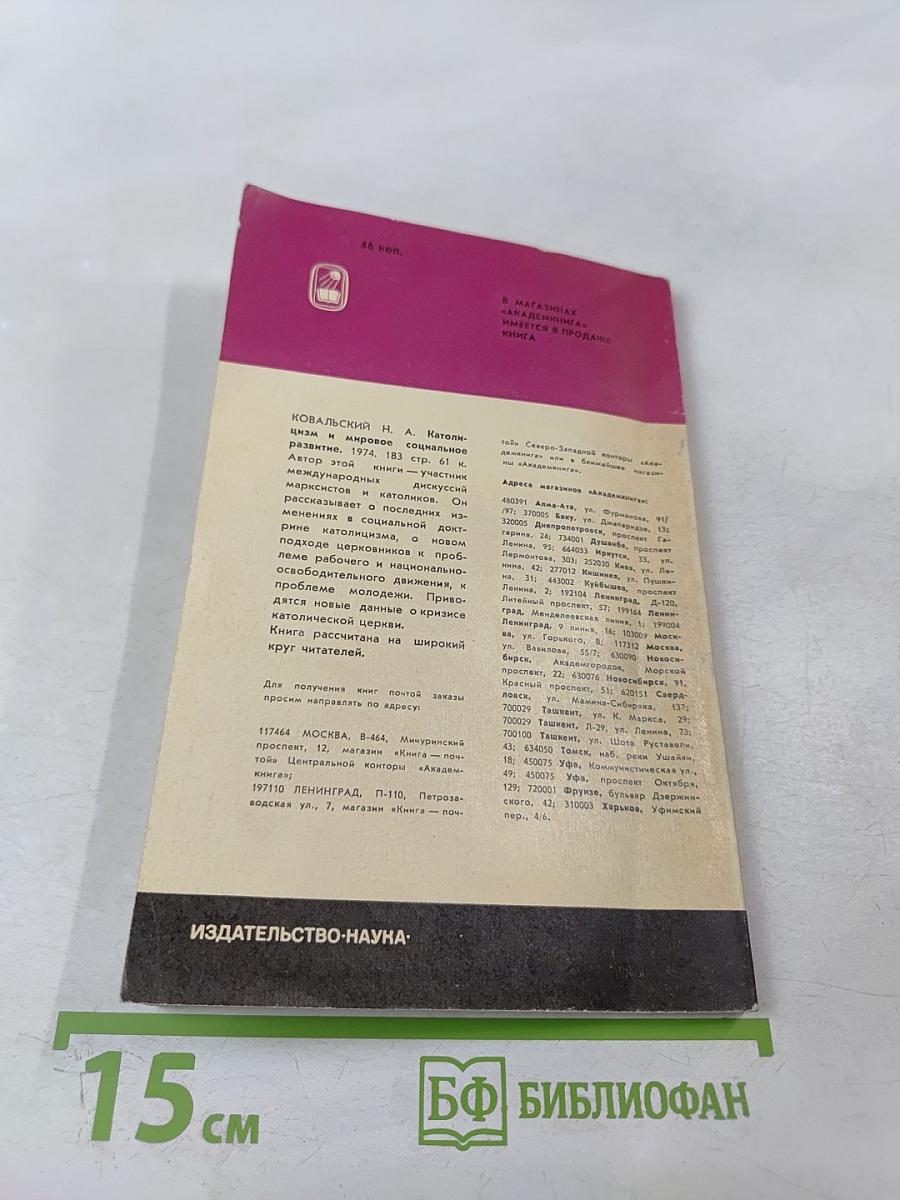 46 коп.
В МАГАЗИНАХ
«АКАДЕМКНИГА»
ИМЕЕТСЯ В ПРОДАЖЕ
КНИГА
КОВАЛЬСКИЙ Н. А. Католи-
цизм и мировое социальное
развитие. 1974. 183 стр. 61 к.
Автор этой книги — участник
международных дискуссий
марксистов и католиков. Он
рассказывает о последних из-
менениях в социальной докт-
рине католицизма, о новом
подходе церковников к проб-
леме рабочего и национально-
освободительного движения, к
проблеме молодежи. Приво-
дятся новые данные о кризисе
католической церкви.
Книга рассчитана на широкий
круг читателей.
Для получения книг почтой заказы
просим направлять по адресу:
117464 МОСКВА, В-464, Мичуринский
проспект, 12, магазин «Книга — поч-
той» Центральной конторы «Академ-
книга»;
197110 ЛЕНИНГРАД, П-110, Петроза-
водская ул., 7, магазин «Книга — поч-
той» Северо-Западной конторы «Ака-
демкнига» или в ближайшие магази-
ны «Академкнига».
Адреса магазинов «Академкнига»:
480391 Алма-Ата, ул. Фурманова, 91/
/97; 370005 Баку, ул. Джапаридзе, 13;
320005 Днепропетровск, проспект Га-
гарина, 24; 734001 Душанбе, проспект
Ленина, 95; 664033 Иркутск, 33, ул.
Лермонтова, 303; 252030 Киев, ул. Ле-
нина, 42; 277012 Кишинев, ул. Пушки-
на, 31; 443002 Куйбышев, проспект
Ленина, 2; 192104 Ленинград, Д-120,
Литейный проспект, 57; 199164 Ленин-
град, Менделеевская линия, 1; 199004
Ленинград, 9 линия, 16; 103009 Моск-
ва, ул. Горького, 8; 117312 Москва,
ул. Вавилова, 55/7; 630090 Новоси-
бирск, Академгородок, Морской
проспект, 22; 630076 Новосибирск, 91,
Красный проспект, 51; 620151 Сверд-
ловск, ул. Мамина-Сибиряка, 137;
700029 Ташкент, ул. К. Маркса, 29;
700029 Ташкент, Л-29, ул. Ленина, 73;
700100 Ташкент, ул. Шота Руставели,
43; 634050 Томск, наб. реки Ушайки,
18; 450075 Уфа, Коммунистическая ул.,
49; 450075 Уфа, проспект Октября,
129; 720001 Фрунзе, бульвар Дзержин-
ского, 42; 310003 Харьков, Уфимский
пер., 4/6.
ИЗДАТЕЛЬСТВО·НАУКА·
15 см
БФ БИБЛИОФАН